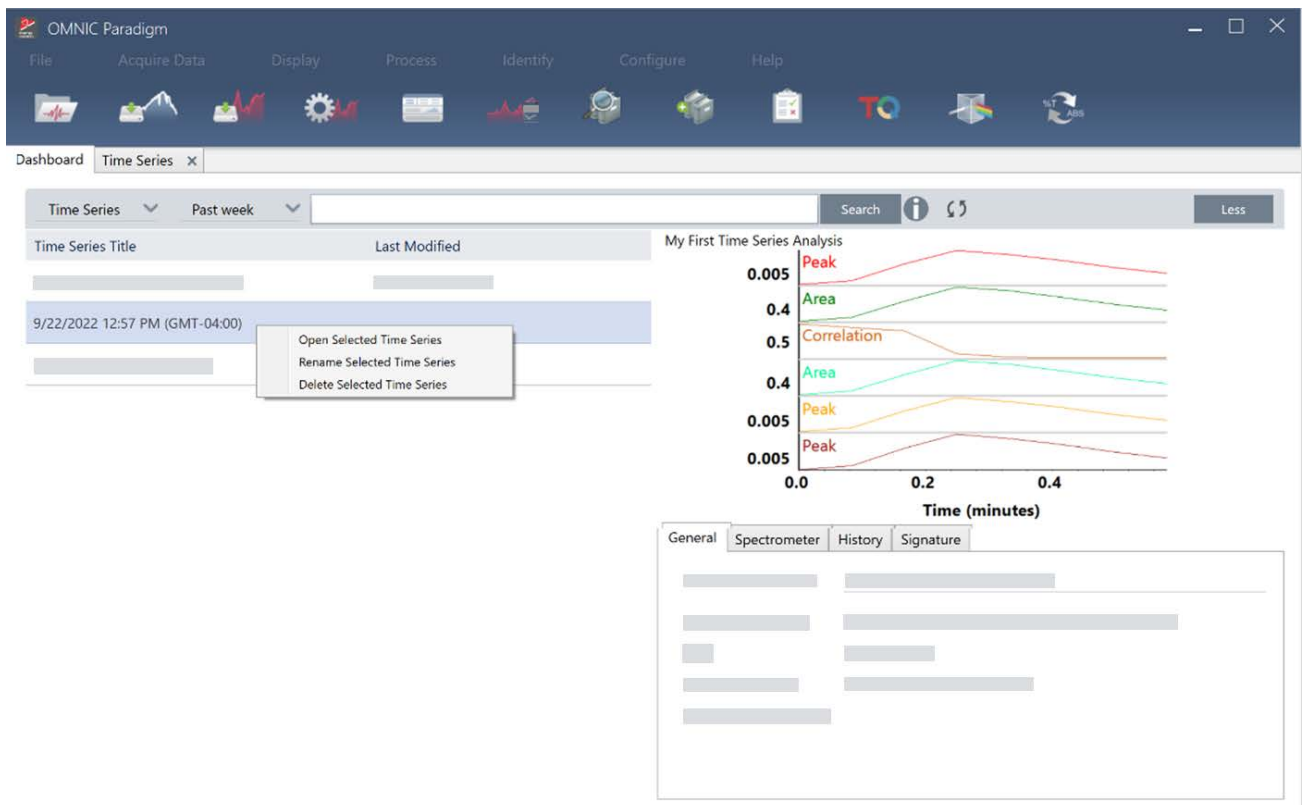 OMNIC Paradigm
File Acquire Data Display Process Identify Configure Help
TQ %T ABS
Dashboard Time Series
Time Series Past week Search Less
Time Series Title Last Modified
9/22/2022 12:57 PM (GMT-04:00)
Open Selected Time Series
Rename Selected Time Series
Delete Selected Time Series
My First Time Series Analysis
0.005 Peak
0.4 Area
0.5 Correlation
0.4 Area
0.005 Peak
0.005 Peak
0.0 0.2 0.4
Time (minutes)
General Spectrometer History Signature